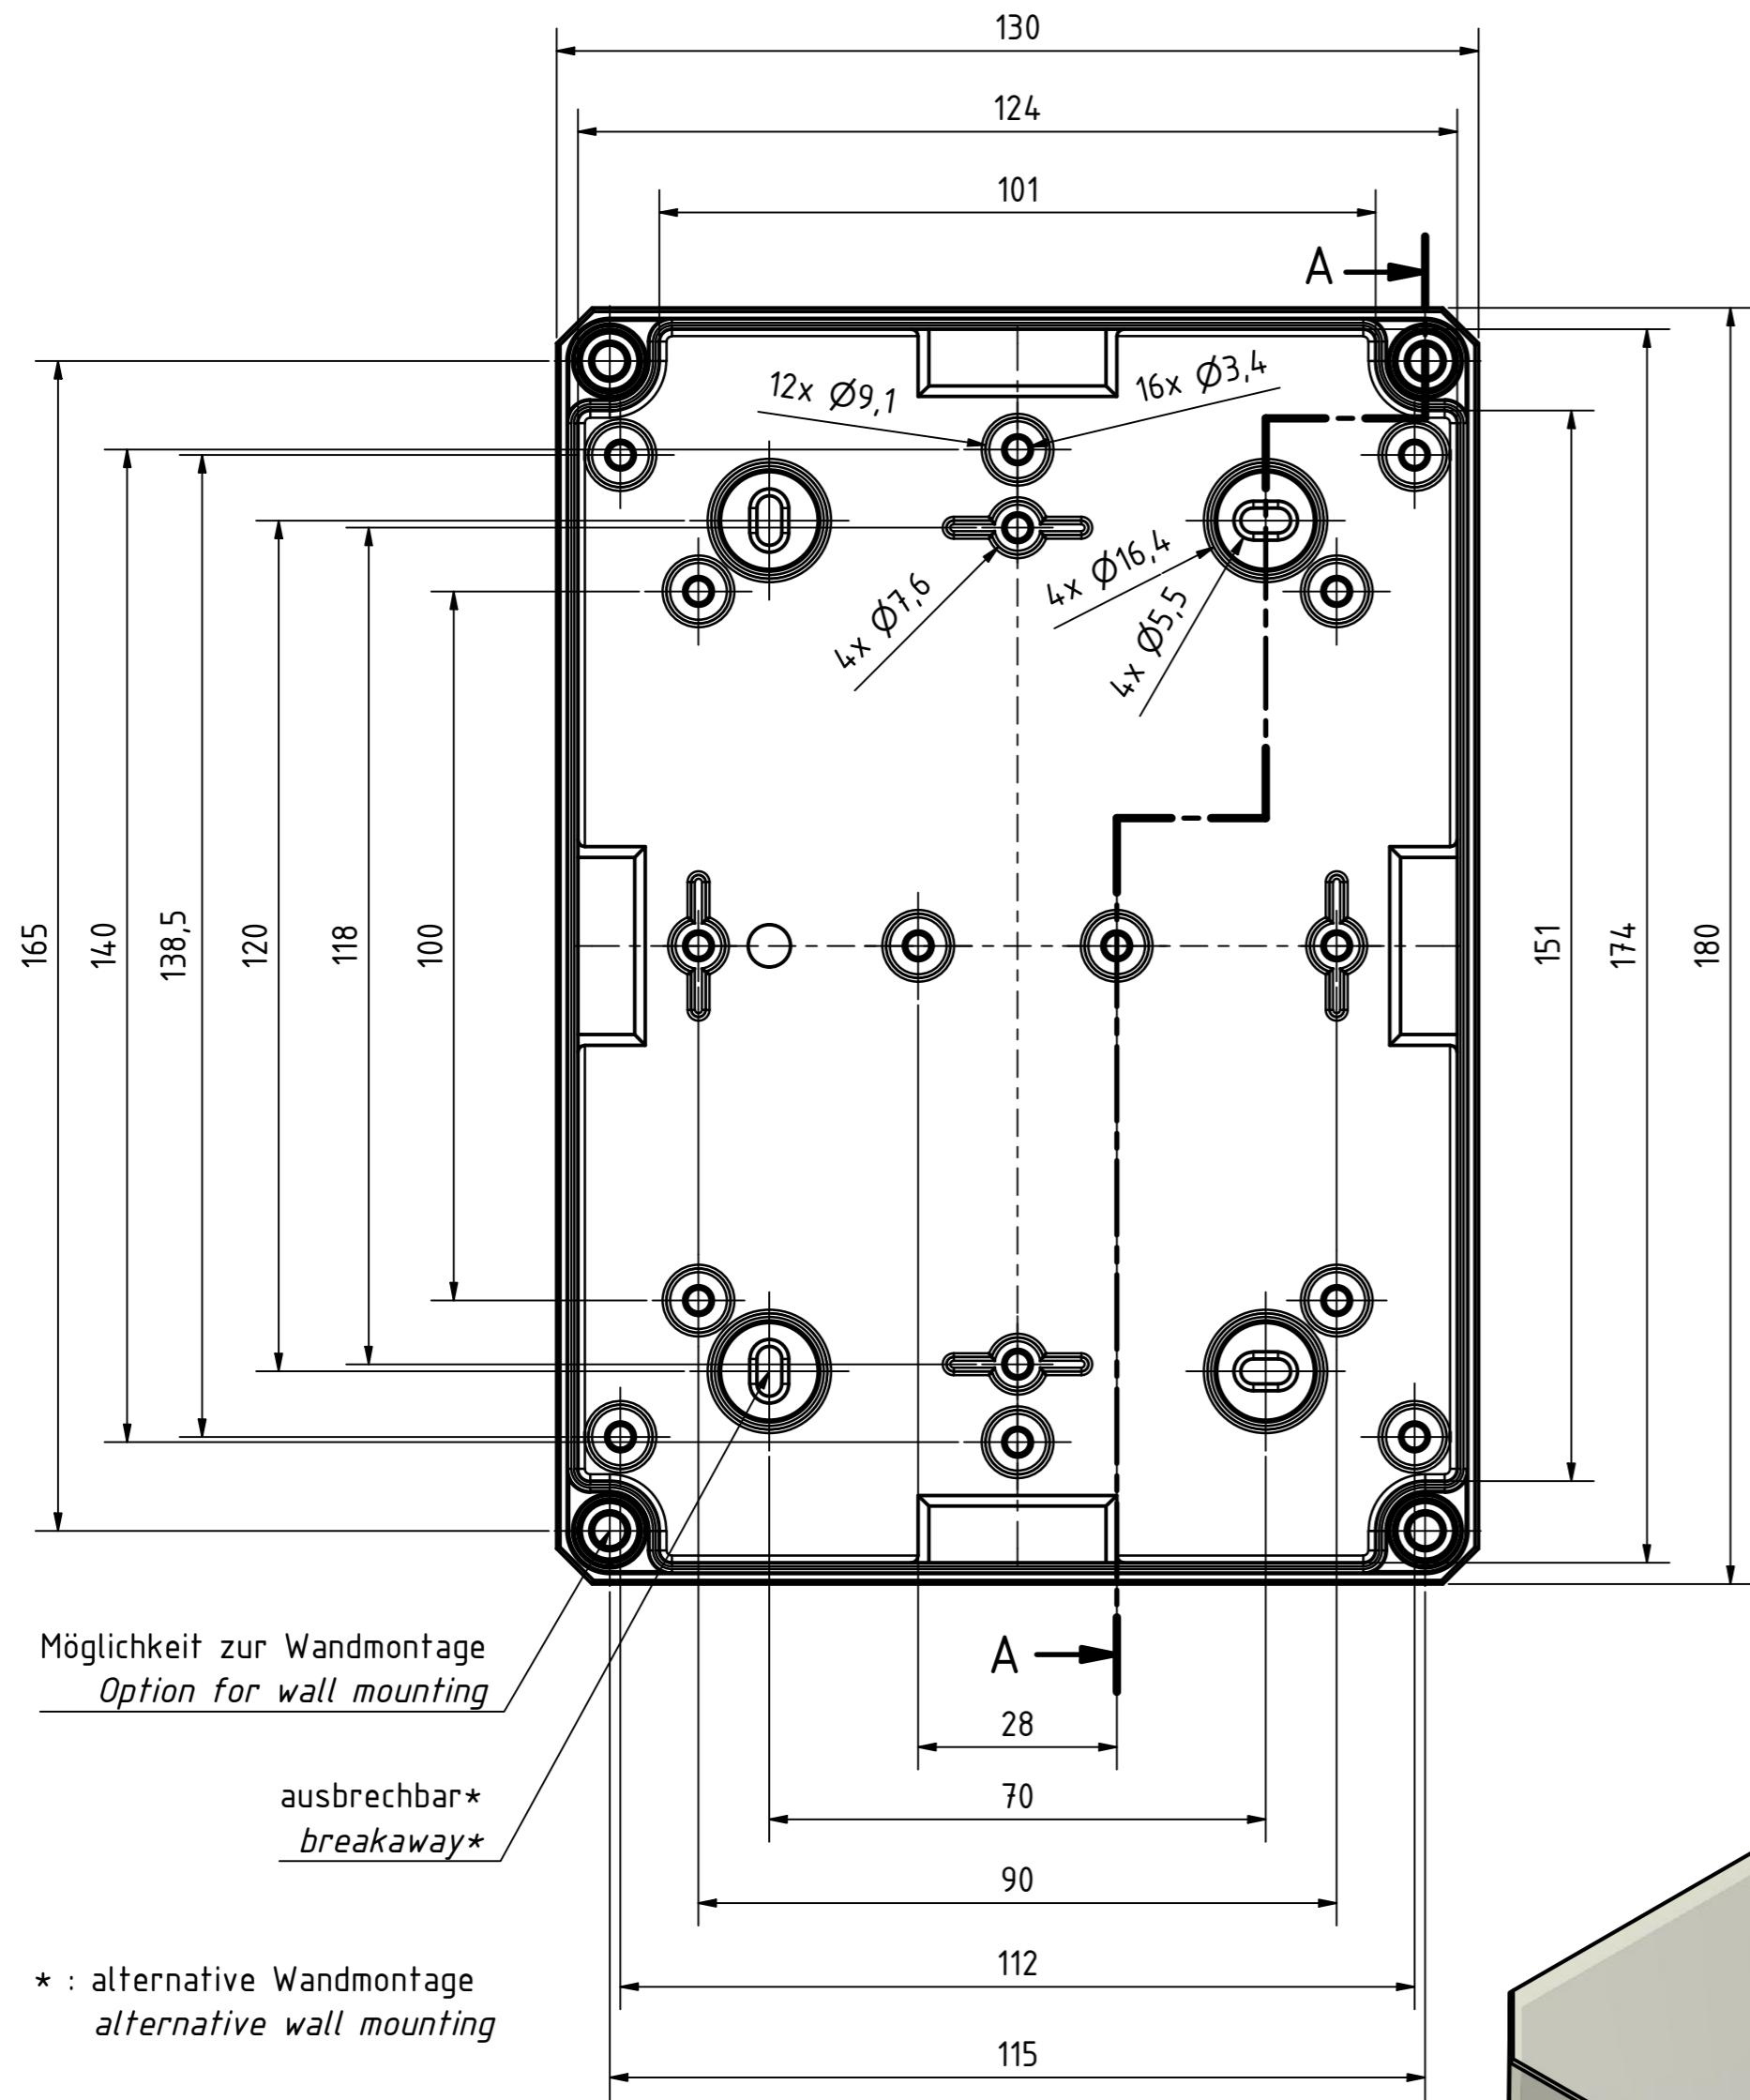 130
124
101
A
12x Ø9,1
16x Ø3,4
4x Ø7,6
4x Ø16,4
4x Ø5,5
165
140
138,5
120
118
100
151
174
180
Möglichkeit zur Wandmontage
Option for wall mounting
A
28
ausbrechbar*
breakaway*
70
90
* : alternative Wandmontage
alternative wall mounting
112
115